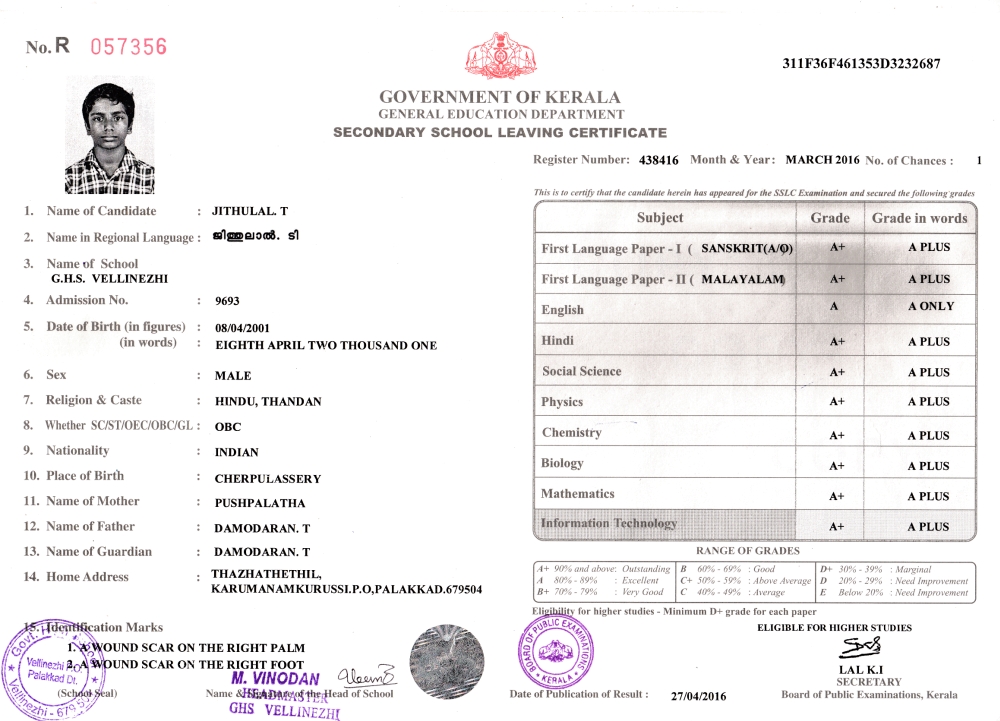 No. R 057356
311F36F461353D3232687
GOVERNMENT OF KERALA
GENERAL EDUCATION DEPARTMENT
SECONDARY SCHOOL LEAVING CERTIFICATE
Register Number: 438416 Month & Year: MARCH 2016 No. of Chances : 1
This is to certify that the candidate herein has appeared for the SSLC Examination and secured the following grades
1. Name of Candidate : JITHULAL. T
2. Name in Regional Language : ജിത്തുലാൽ. ടി
3. Name of School
G.H.S. VELLINEZHI
4. Admission No. : 9693
5. Date of Birth (in figures) : 08/04/2001
(in words) : EIGHTH APRIL TWO THOUSAND ONE
6. Sex : MALE
7. Religion & Caste : HINDU, THANDAN
8. Whether SC/ST/OEC/OBC/GL : OBC
9. Nationality : INDIAN
10. Place of Birth : CHERPULASSERY
11. Name of Mother : PUSHPALATHA
12. Name of Father : DAMODARAN. T
13. Name of Guardian : DAMODARAN. T
14. Home Address : THAZHATHETHIL,
KARUMANAMKURUSSI.P.O,PALAKKAD.679504
15. Identification Marks
1. A WOUND SCAR ON THE RIGHT PALM
2. A WOUND SCAR ON THE RIGHT FOOT
Subject Grade Grade in words
First Language Paper - I ( SANSKRIT(A/O) A+ A PLUS
First Language Paper - II ( MALAYALAM) A+ A PLUS
English A A ONLY
Hindi A+ A PLUS
Social Science A+ A PLUS
Physics A+ A PLUS
Chemistry A+ A PLUS
Biology A+ A PLUS
Mathematics A+ A PLUS
Information Technology A+ A PLUS
RANGE OF GRADES
A+ 90% and above: Outstanding B 60% - 69% : Good D+ 30% - 39% : Marginal
A 80% - 89% : Excellent C+ 50% - 59% : Above Average D 20% - 29% : Need Improvement
B+ 70% - 79% : Very Good C 40% - 49% : Average E Below 20% : Need Improvement
Eligibility for higher studies - Minimum D+ grade for each paper
ELIGIBLE FOR HIGHER STUDIES
BOARD OF PUBLIC EXAMINATIONS
KERALA
LAL K.I
SECRETARY
Board of Public Examinations, Kerala
Date of Publication of Result : 27/04/2016
Vellinezhi P.O.
Palakkad Dt.
(School Seal)
M. VINODAN
Name & Signature of the Head of School
HEADMASTER
GHS VELLINEZHI